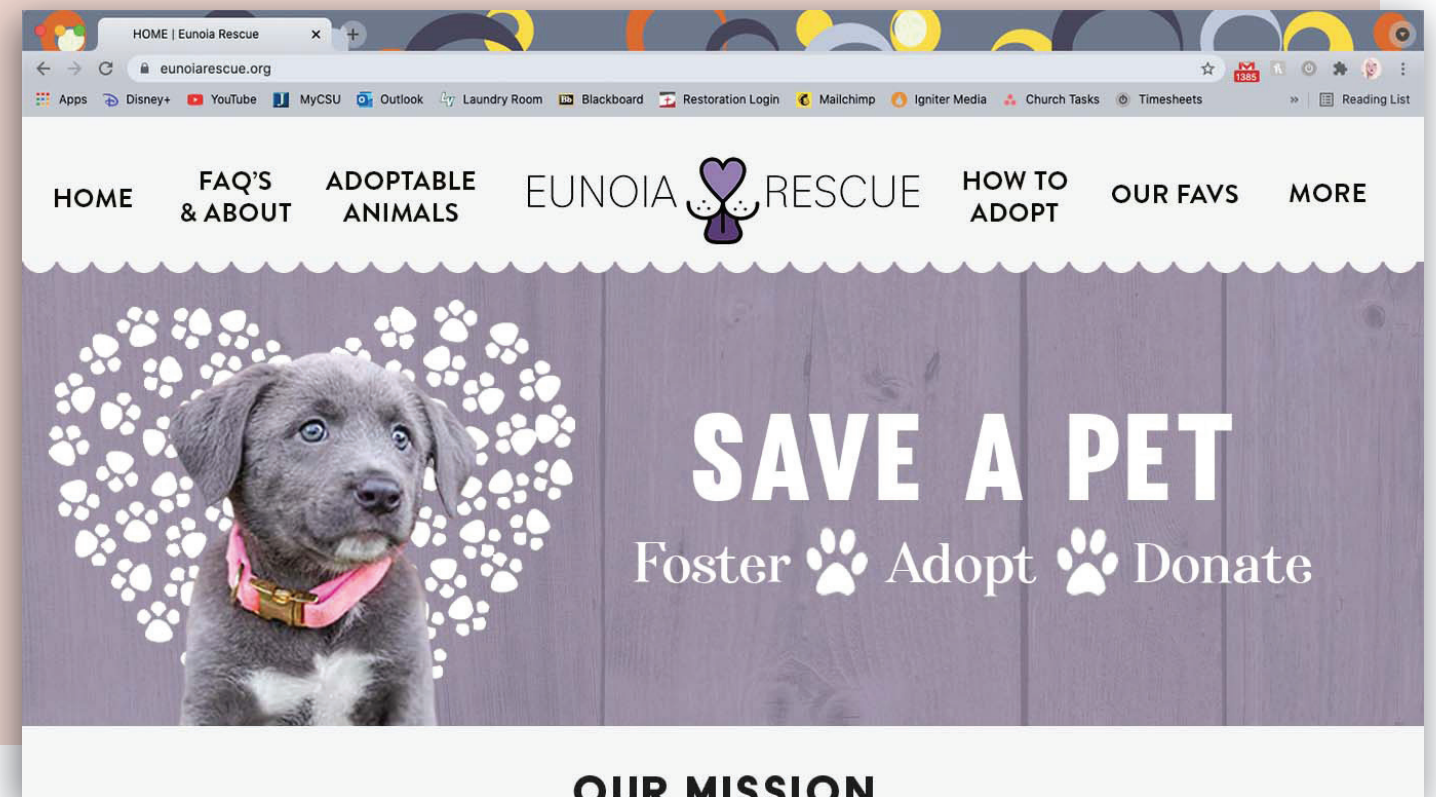 HOME | Eunoia Rescue
eunoiarescue.org
1385
Apps Disney+ YouTube MyCSU Outlook Laundry Room Bb Blackboard Restoration Login Mailchimp Igniter Media Church Tasks Timesheets » Reading List
HOME
FAQ'S
& ABOUT
ADOPTABLE
ANIMALS
EUNOIA RESCUE
HOW TO
ADOPT
OUR FAVS
MORE
SAVE A PET
Foster Adopt Donate
OUR MISSION